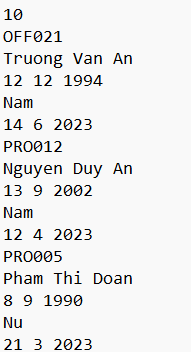 10
OFF021
Truong Van An
12 12 1994
Nam
14 6 2023
PRO012
Nguyen Duy An
13 9 2002
Nam
12 4 2023
PRO005
Pham Thi Doan
8 9 1990
Nu
21 3 2023